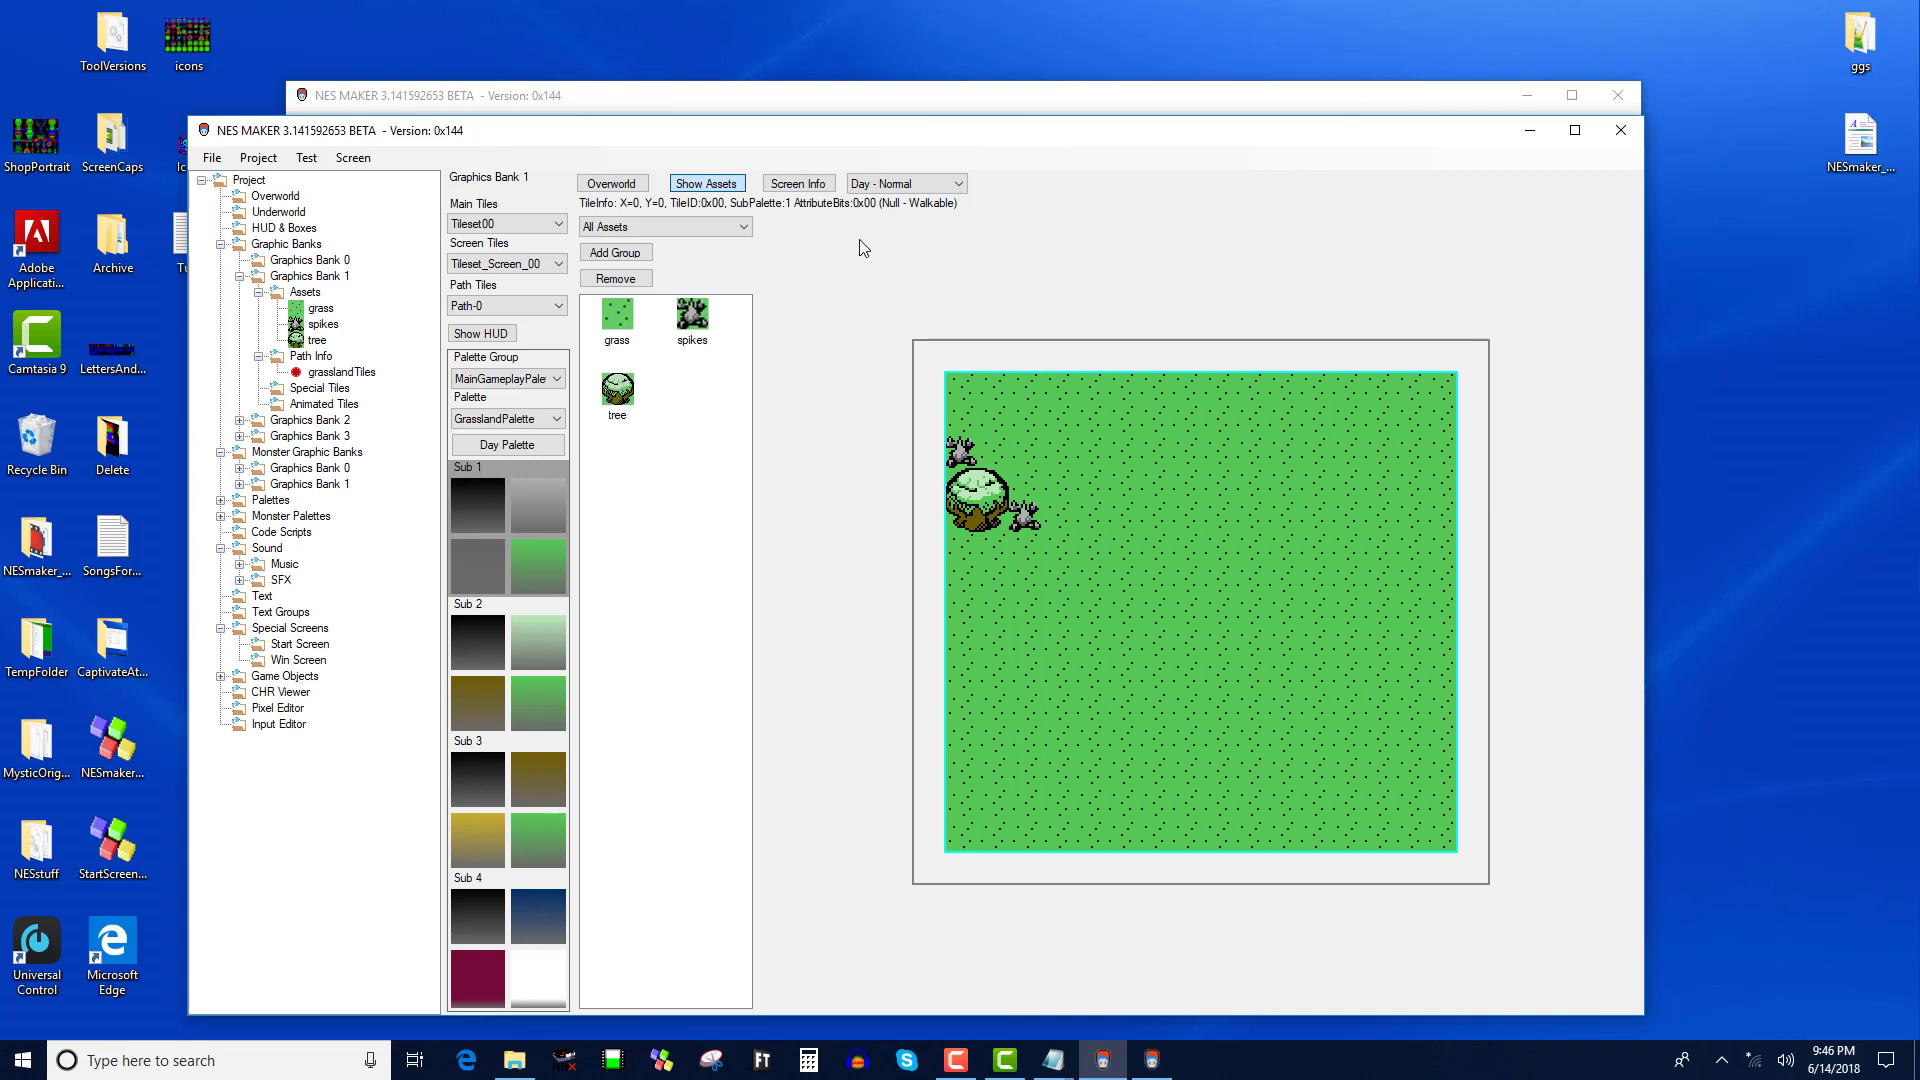 ToolVersions
icons
ggs
NES MAKER 3.141592653 BETA - Version: 0x144
ShopPortrait
ScreenCaps
NESmaker_...
NES MAKER 3.141592653 BETA - Version: 0x144
File
Project
Test
Screen
Project
Overworld
Underworld
HUD & Boxes
Graphic Banks
Graphics Bank 0
Graphics Bank 1
Assets
grass
spikes
tree
Path Info
grasslandTiles
Special Tiles
Animated Tiles
Graphics Bank 2
Graphics Bank 3
Monster Graphic Banks
Graphics Bank 0
Graphics Bank 1
Palettes
Monster Palettes
Code Scripts
Sound
Music
SFX
Text
Text Groups
Special Screens
Start Screen
Win Screen
Game Objects
CHR Viewer
Pixel Editor
Input Editor
Graphics Bank 1
Main Tiles
Tileset00
Screen Tiles
Tileset_Screen_00
Path Tiles
Path-0
Show HUD
Palette Group
MainGameplayPale
Palette
GrasslandPalette
Day Palette
Sub 1
Sub 2
Sub 3
Sub 4
Overworld
Show Assets
Screen Info
Day - Normal
TileInfo: X=0, Y=0, TileID:0x00, SubPalette:1 AttributeBits:0x00 (Null - Walkable)
All Assets
Add Group
Remove
grass
spikes
tree
Adobe
Applicati...
Archive
Camtasia 9
LettersAnd...
Recycle Bin
Delete
NESmaker_...
SongsFor...
TempFolder
CaptivateAt...
MysticOrig...
NESmaker...
NESstuff
StartScreen...
Universal
Control
Microsoft
Edge
Type here to search
FT
9:46 PM
6/14/2018